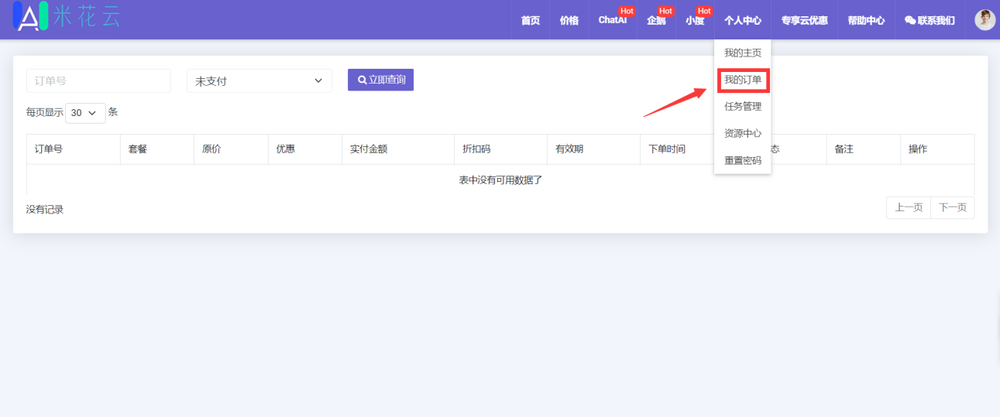 米花云
Hot Hot Hot
首页 价格 ChatAI 企鹅 小度 个人中心 专享云优惠 帮助中心 联系我们
我的主页
我的订单
任务管理
资源中心
重置密码
订单号 未支付 立即查询
每页显示 30 条
订单号 套餐 原价 优惠 实付金额 折扣码 有效期 下单时间 态 备注 操作
表中没有可用数据了
没有记录 上一页 下一页